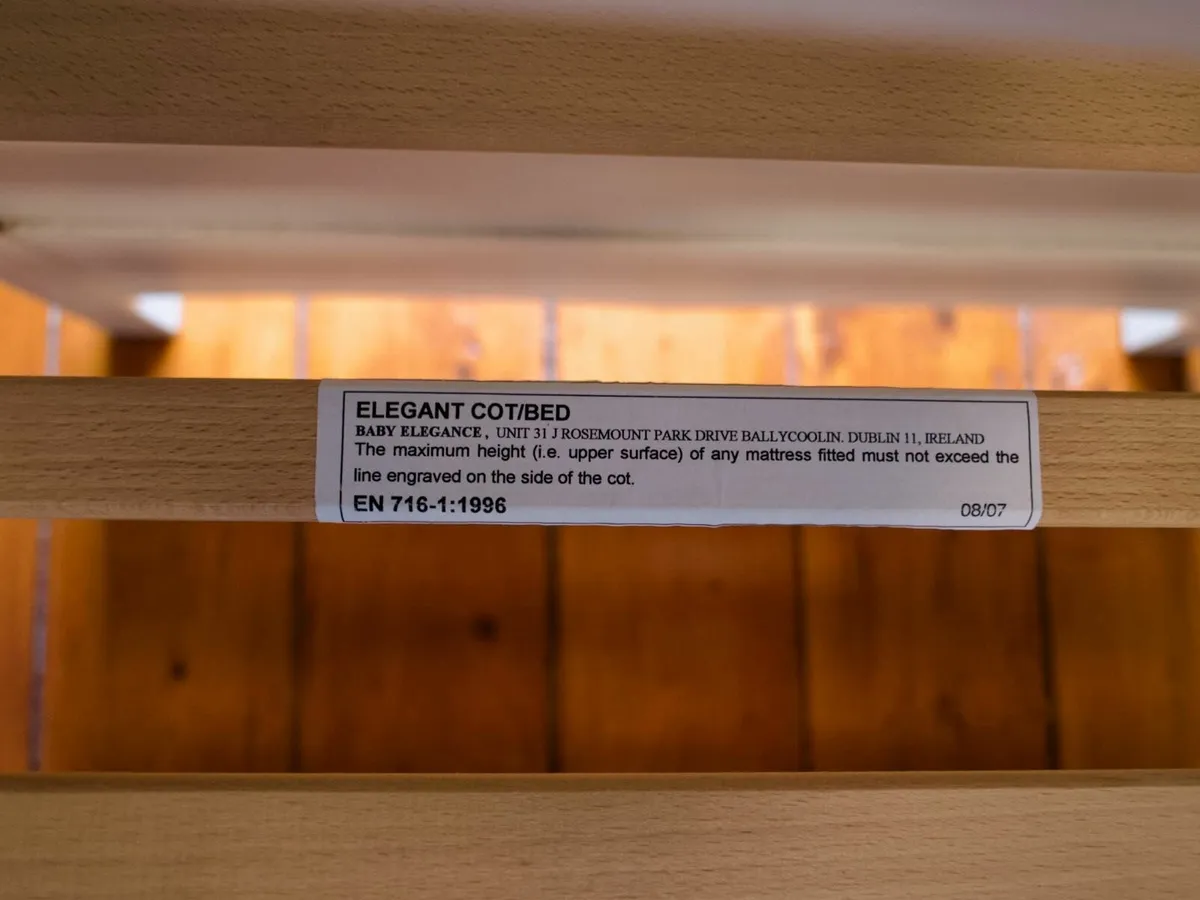 ELEGANT COT/BED
BABY ELEGANCE, UNIT 31 J ROSEMOUNT PARK DRIVE BALLYCOOLIN. DUBLIN 11, IRELAND
The maximum height (i.e. upper surface) of any mattress fitted must not exceed the
line engraved on the side of the cot.
EN 716-1:1996 08/07